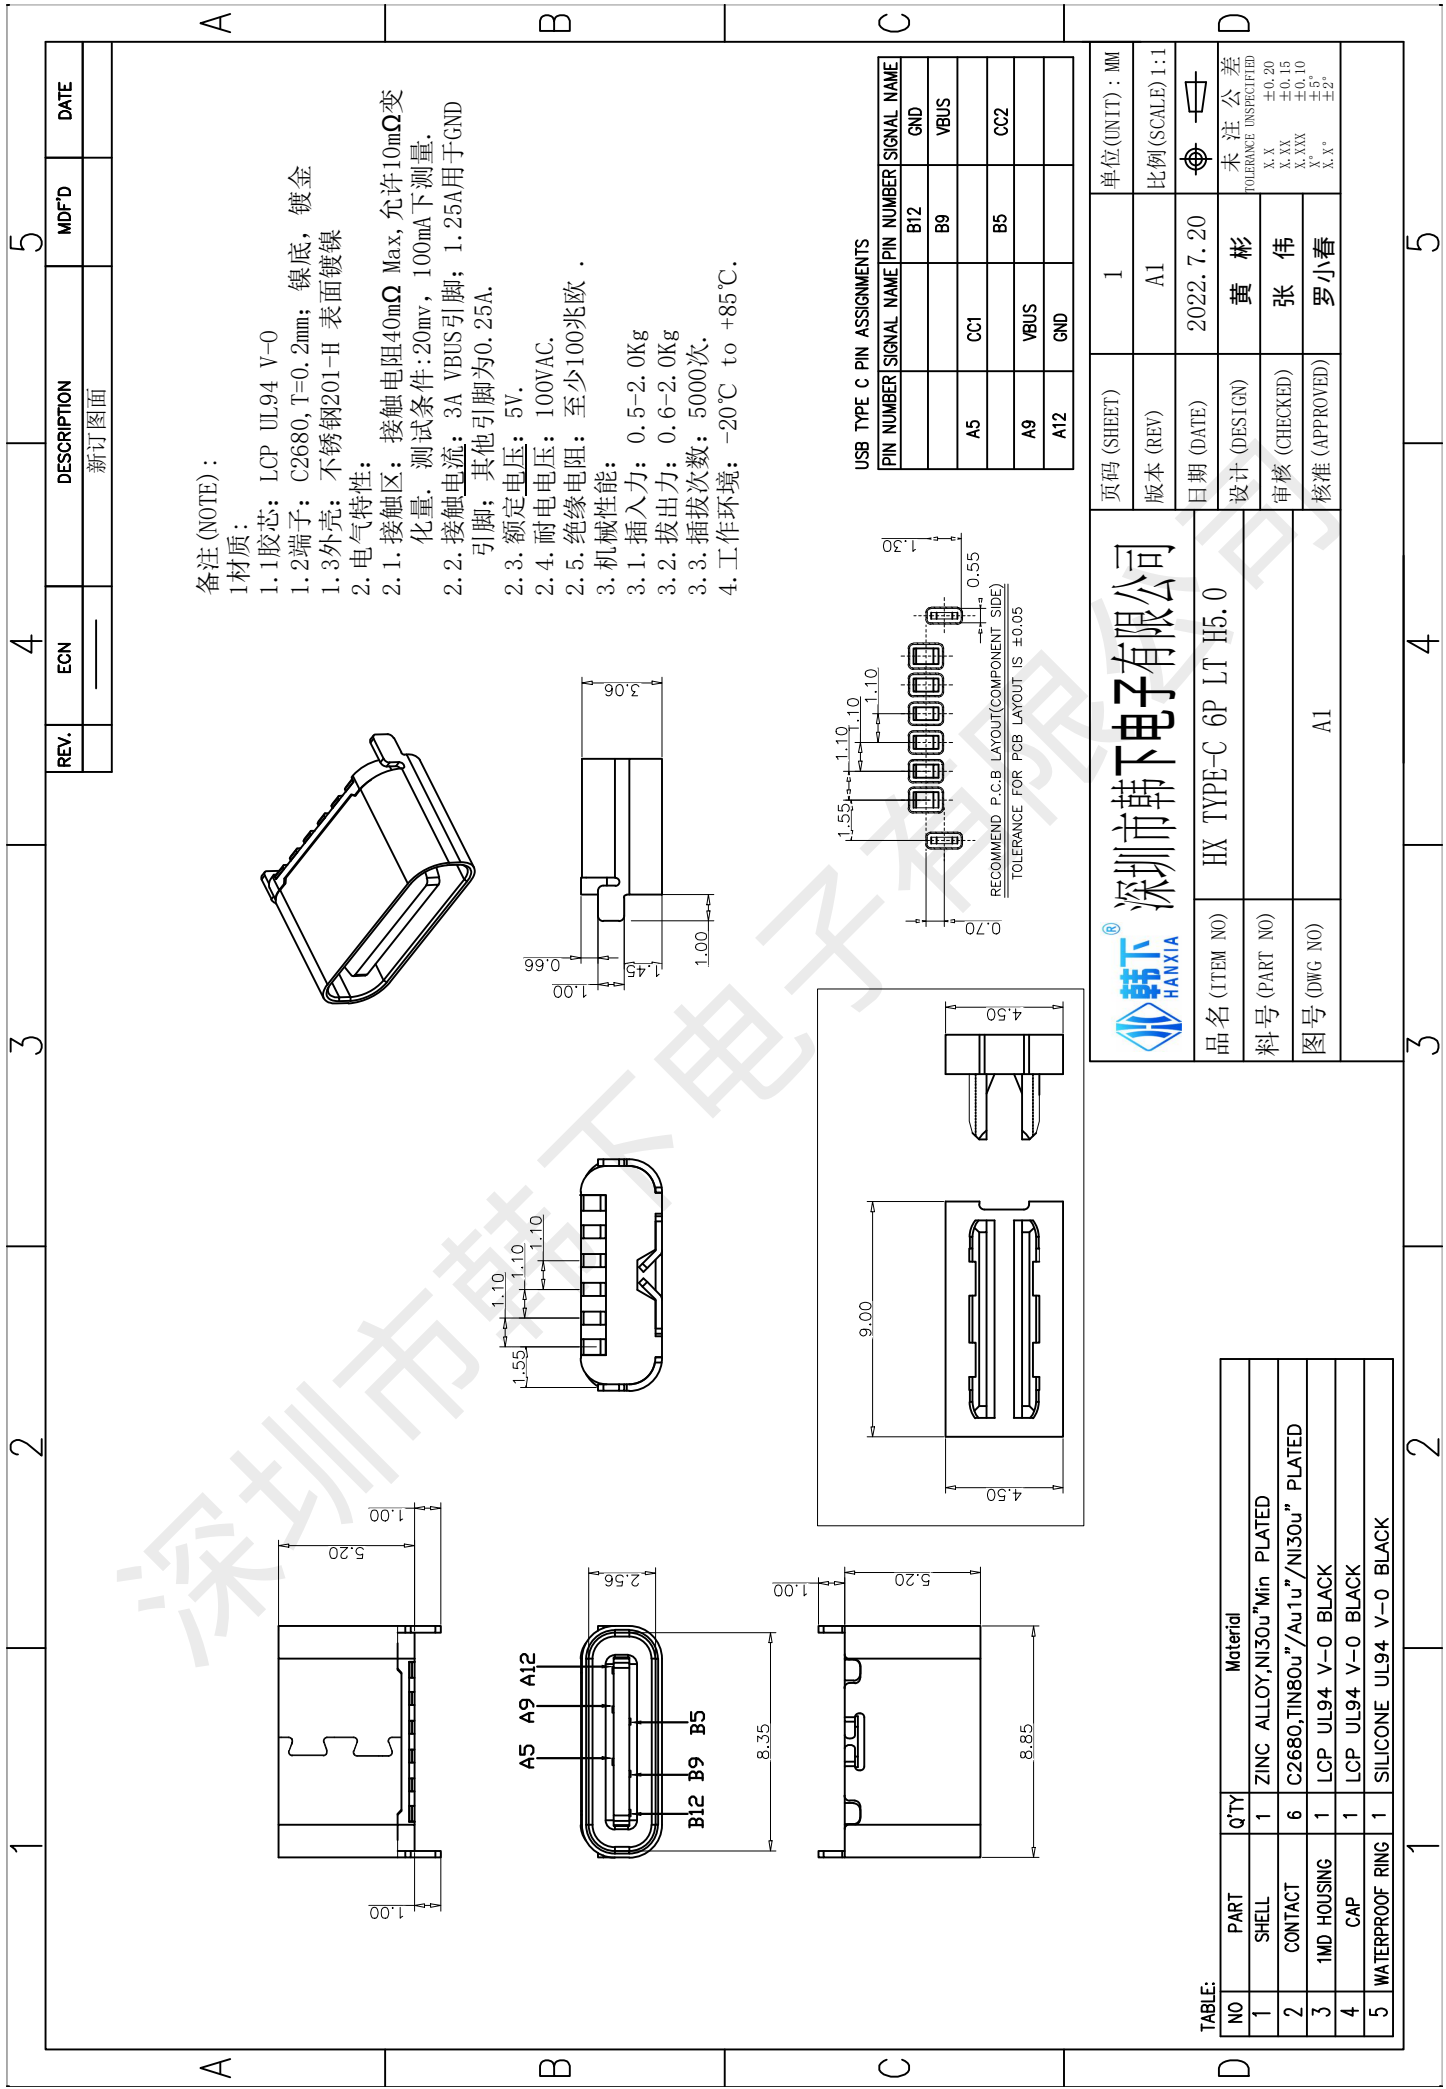 1 2 3 4 5
A B C D
REV. ECN DESCRIPTION MDF'D DATE
新订图面
备注(NOTE):
1材质:
1.1胶芯: LCP UL94 V-0
1.2端子: C2680,T=0.2mm; 镍底, 镀金
1.3外壳: 不锈钢201-H 表面镀镍
2.电气特性:
2.1.接触区: 接触电阻40mΩ Max,允许10mΩ变
化量. 测试条件:20mv, 100mA下测量.
2.2.接触电流: 3A VBUS引脚; 1.25A用于GND
引脚; 其他引脚为0.25A.
2.3.额定电压: 5V.
2.4.耐电电压: 100VAC.
2.5.绝缘电阻: 至少100兆欧.
3.机械性能:
3.1.插入力: 0.5-2.0Kg
3.2.拔出力: 0.6-2.0Kg
3.3.插拔次数: 5000次.
4.工作环境: -20℃ to +85℃.
1.00
5.20
1.00
A5 A9 A12
B12 B9 B5
2.56
8.35
1.00
5.20
8.85
1.55 1.10 1.10 1.10
3.06
0.66
1.00
1.45
1.00
9.00
4.50
4.50
1.55 1.10 1.10 1.10
1.30
0.55
0.70
RECOMMEND P.C.B LAYOUT(COMPONENT SIDE)
TOLERANCE FOR PCB LAYOUT IS ±0.05
USB TYPE C PIN ASSIGNMENTS
PIN NUMBER SIGNAL NAME PIN NUMBER SIGNAL NAME
B12 GND
B9 VBUS
A5 CC1
B5 CC2
A9 VBUS
A12 GND
TABLE:
NO PART Q'TY Material
1 SHELL 1 ZINC ALLOY,NI30u"Min PLATED
2 CONTACT 6 C2680,TIN80u"/Au1u"/NI30u" PLATED
3 1MD HOUSING 1 LCP UL94 V-0 BLACK
4 CAP 1 LCP UL94 V-0 BLACK
5 WATERPROOF RING 1 SILICONE UL94 V-0 BLACK
韩下® HANXIA 深圳市韩下电子有限公司
品名(ITEM NO) HX TYPE-C 6P LT H5.0
料号(PART NO)
图号(DWG NO) A1
页码(SHEET) 1 单位(UNIT): MM
版本(REV) A1 比例(SCALE)1:1
日期(DATE) 2022.7.20
设计(DESIGN) 黄 彬
审核(CHECKED) 张 伟
核准(APPROVED) 罗小春
未 注 公 差
TOLERANCE UNSPECIFIED
X.X ±0.20
X.XX ±0.15
X.XXX ±0.10
X° ±5°
X.X° ±2°
深圳市韩下电子有限公司
A B C D
1 2 3 4 5